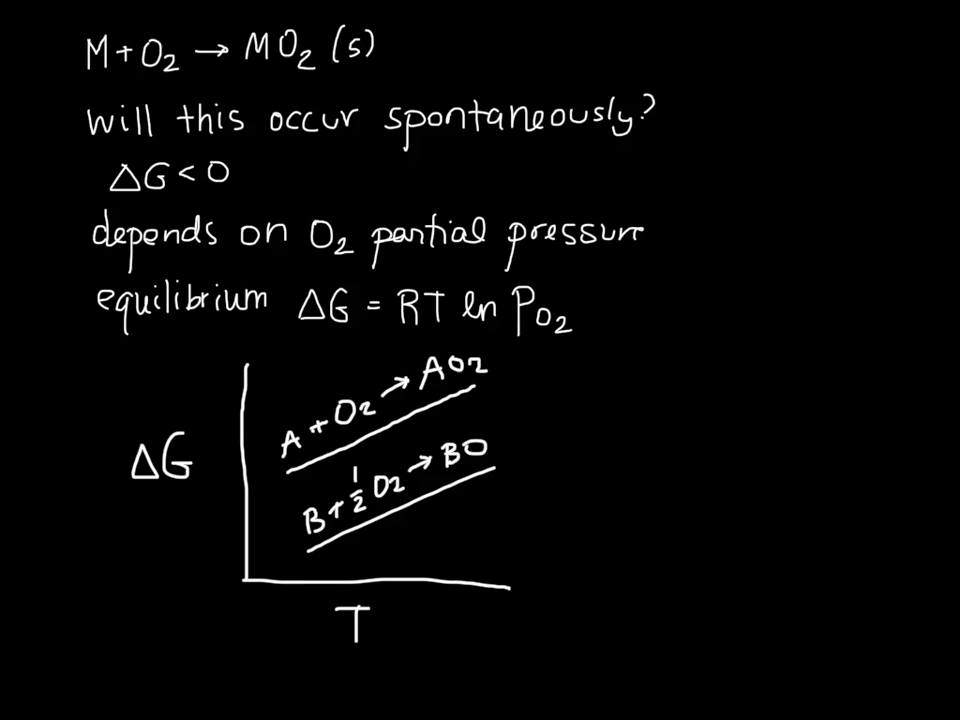 M + O₂ → MO₂ (s)
will this occur spontaneously?
ΔG < 0
depends on O₂ partial pressure
equilibrium ΔG = RT ln P_O₂
A + O₂ → AO₂
B + ½ O₂ → BO
ΔG
T